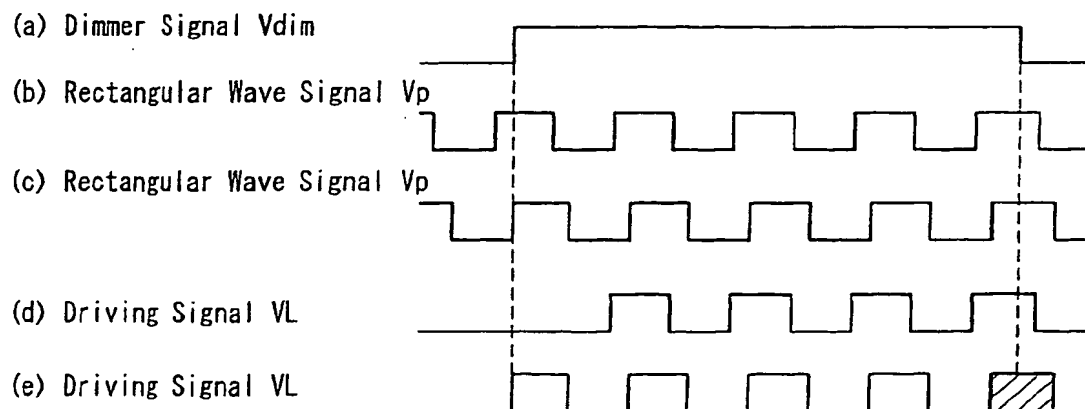 (a) Dimmer Signal Vdim
(b) Rectangular Wave Signal Vp
(c) Rectangular Wave Signal Vp
(d) Driving Signal VL
(e) Driving Signal VL